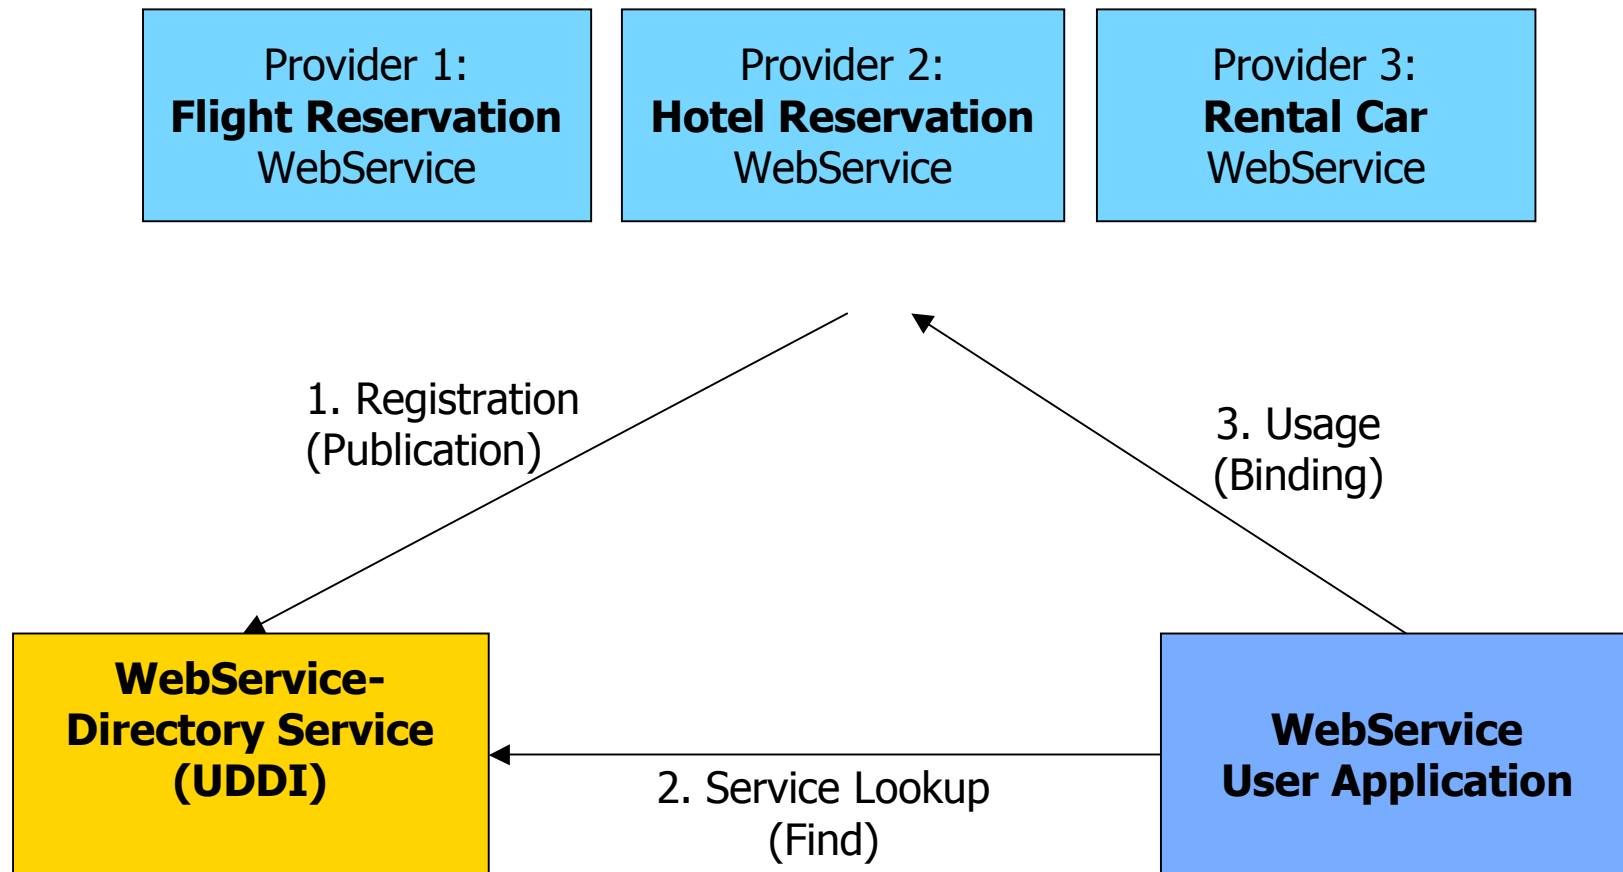 Provider 1:
Flight Reservation
WebService
Provider 2:
Hotel Reservation
WebService
Provider 3:
Rental Car
WebService
1. Registration
(Publication)
3. Usage
(Binding)
WebService-
Directory Service
(UDDI)
2. Service Lookup
(Find)
WebService
User Application